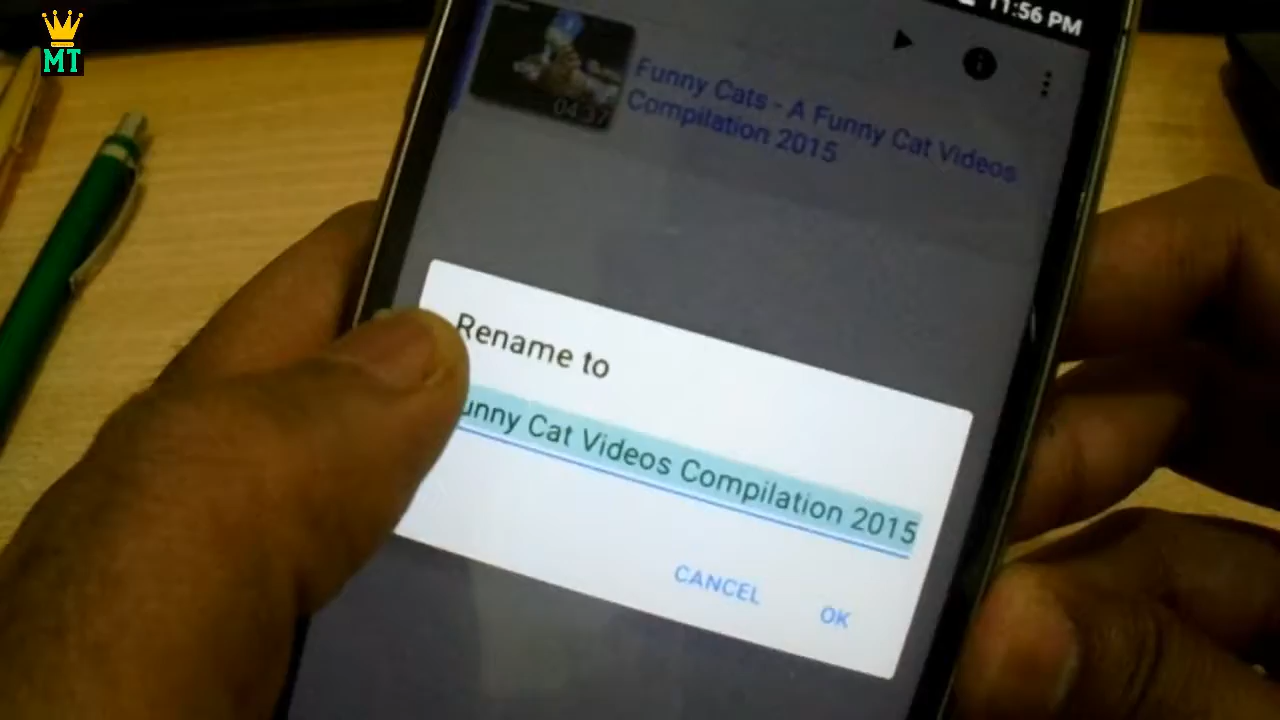 MT
11:56 PM
04:37
Funny Cats - A Funny Cat Videos
Compilation 2015
Rename to
unny Cat Videos Compilation 2015
CANCEL
OK